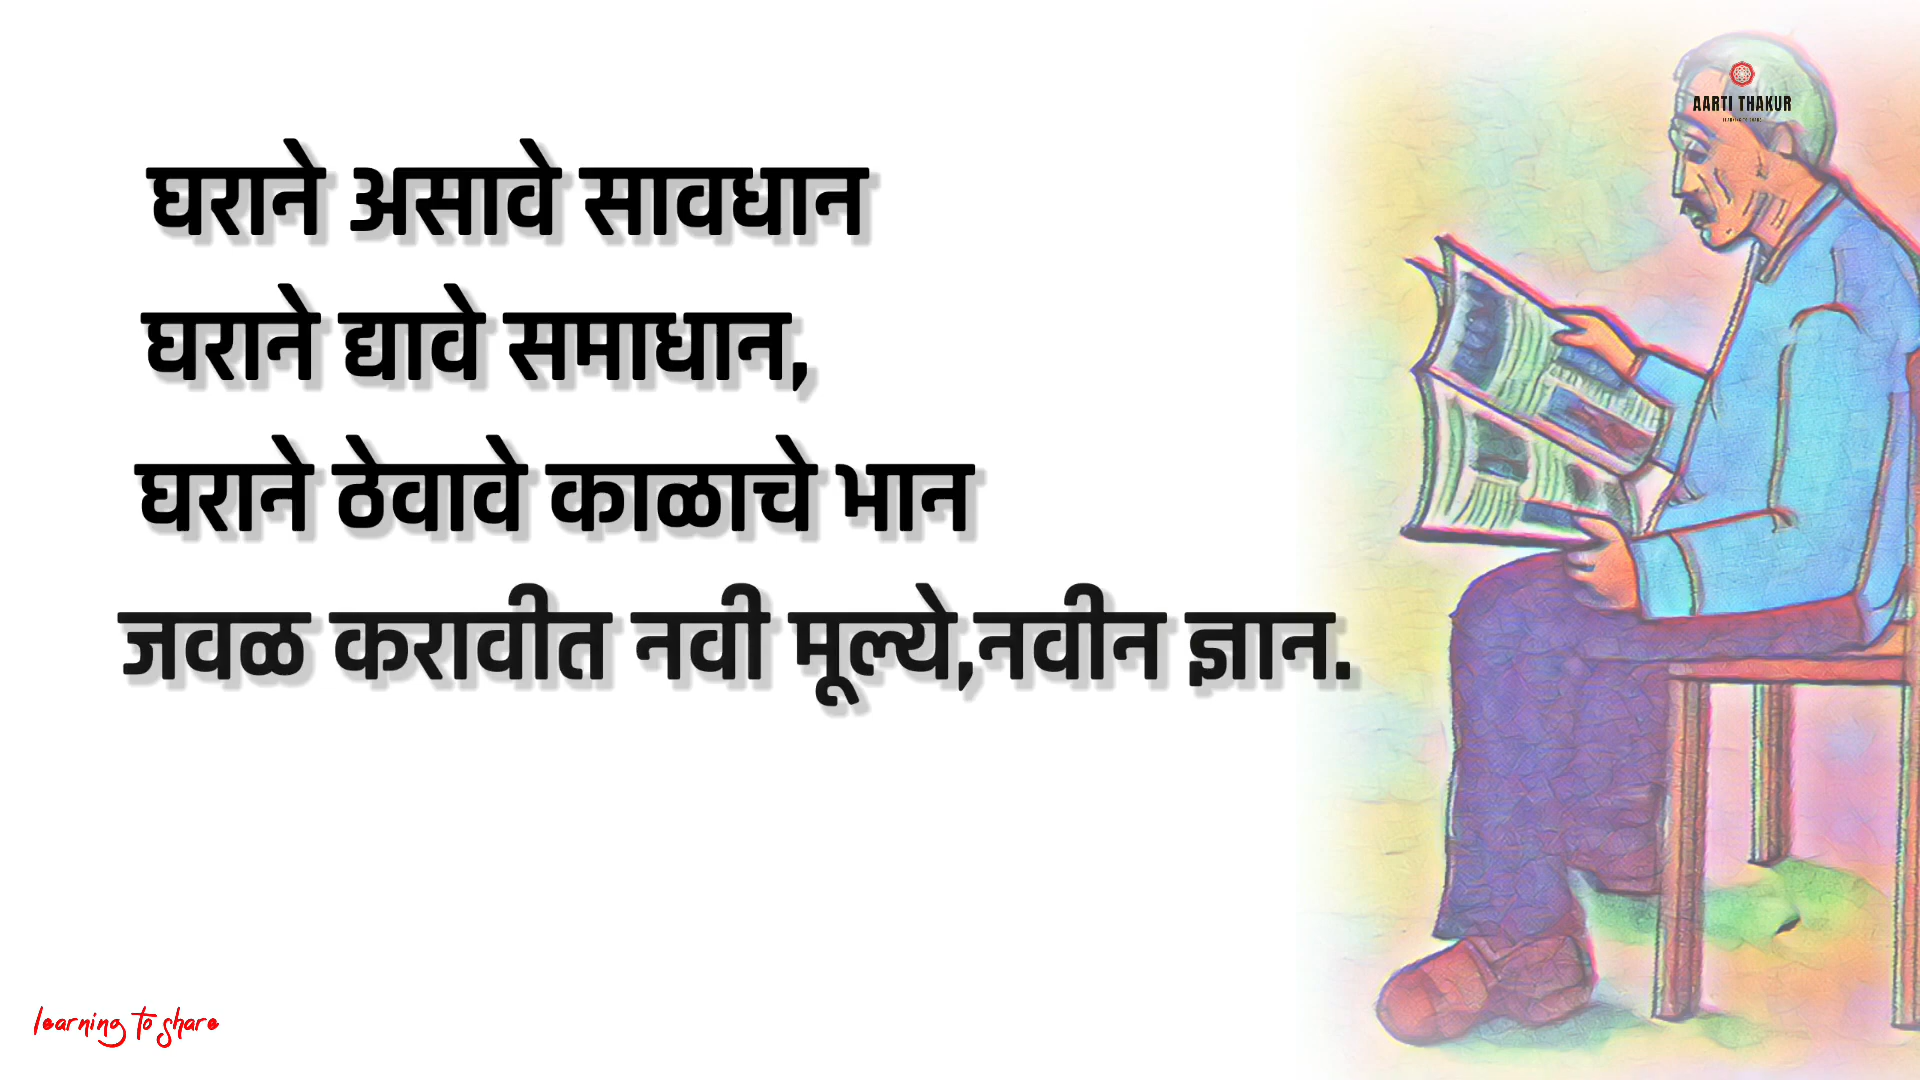 AARTI THAKUR
घराने असावे सावधान
घराने द्यावे समाधान,
घराने ठेवावे काळाचे भान
जवळ करावीत नवी मूल्ये,नवीन ज्ञान.
learning to share